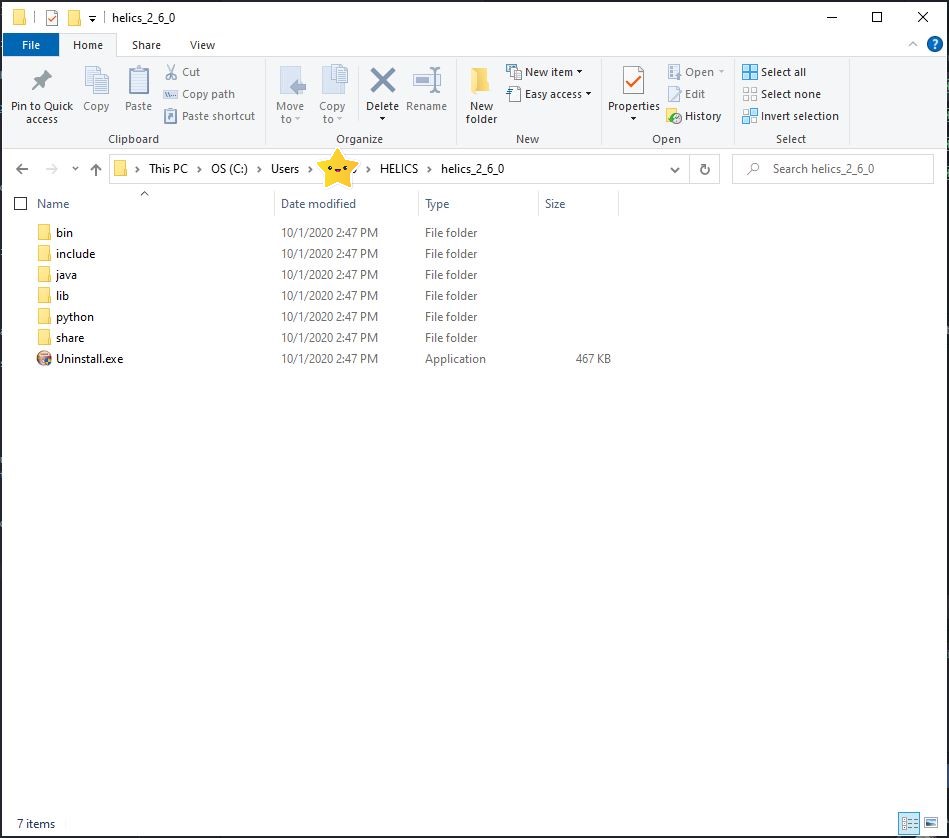 helics_2_6_0
File Home Share View
Pin to Quick access Copy Paste Cut Copy path Paste shortcut
Clipboard
Move to Copy to Delete Rename
Organize
New folder New item Easy access
New
Properties Open Edit History
Open
Select all Select none Invert selection
Select
This PC OS (C:) Users HELICS helics_2_6_0 Search helics_2_6_0
Name Date modified Type Size
bin 10/1/2020 2:47 PM File folder
include 10/1/2020 2:47 PM File folder
java 10/1/2020 2:47 PM File folder
lib 10/1/2020 2:47 PM File folder
python 10/1/2020 2:47 PM File folder
share 10/1/2020 2:47 PM File folder
Uninstall.exe 10/1/2020 2:47 PM Application 467 KB
7 items